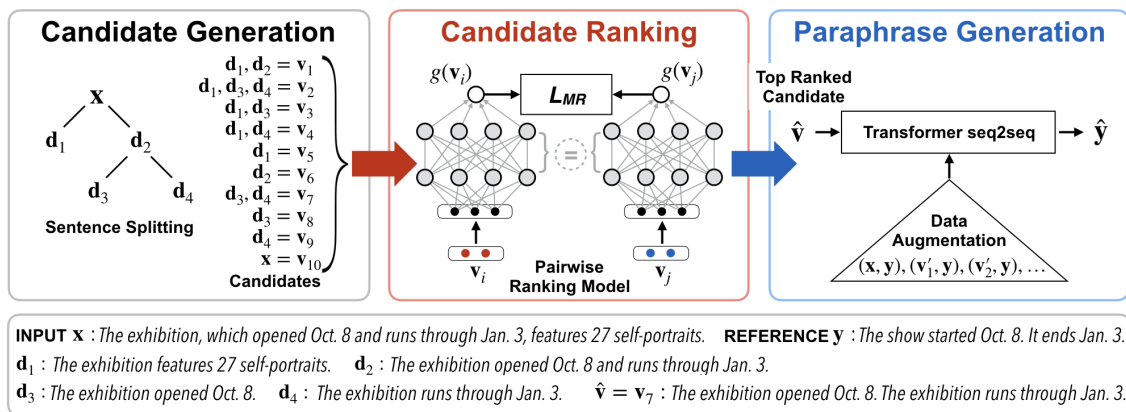 Candidate Generation
x
d₁ d₂
d₃ d₄
Sentence Splitting
d₁, d₂ = v₁
d₁, d₃, d₄ = v₂
d₁, d₃ = v₃
d₁, d₄ = v₄
d₁ = v₅
d₂ = v₆
d₃, d₄ = v₇
d₃ = v₈
d₄ = v₉
x = v₁₀
Candidates
Candidate Ranking
g(vᵢ) L_MR g(vⱼ)
=
vᵢ vⱼ
Pairwise
Ranking Model
Paraphrase Generation
Top Ranked
Candidate
v̂ Transformer seq2seq ŷ
Data
Augmentation
(x, y), (v′₁, y), (v′₂, y), …
INPUT x : The exhibition, which opened Oct. 8 and runs through Jan. 3, features 27 self-portraits. REFERENCE y : The show started Oct. 8. It ends Jan. 3.
d₁ : The exhibition features 27 self-portraits. d₂ : The exhibition opened Oct. 8 and runs through Jan. 3.
d₃ : The exhibition opened Oct. 8. d₄ : The exhibition runs through Jan. 3. v̂ = v₇ : The exhibition opened Oct. 8. The exhibition runs through Jan. 3.